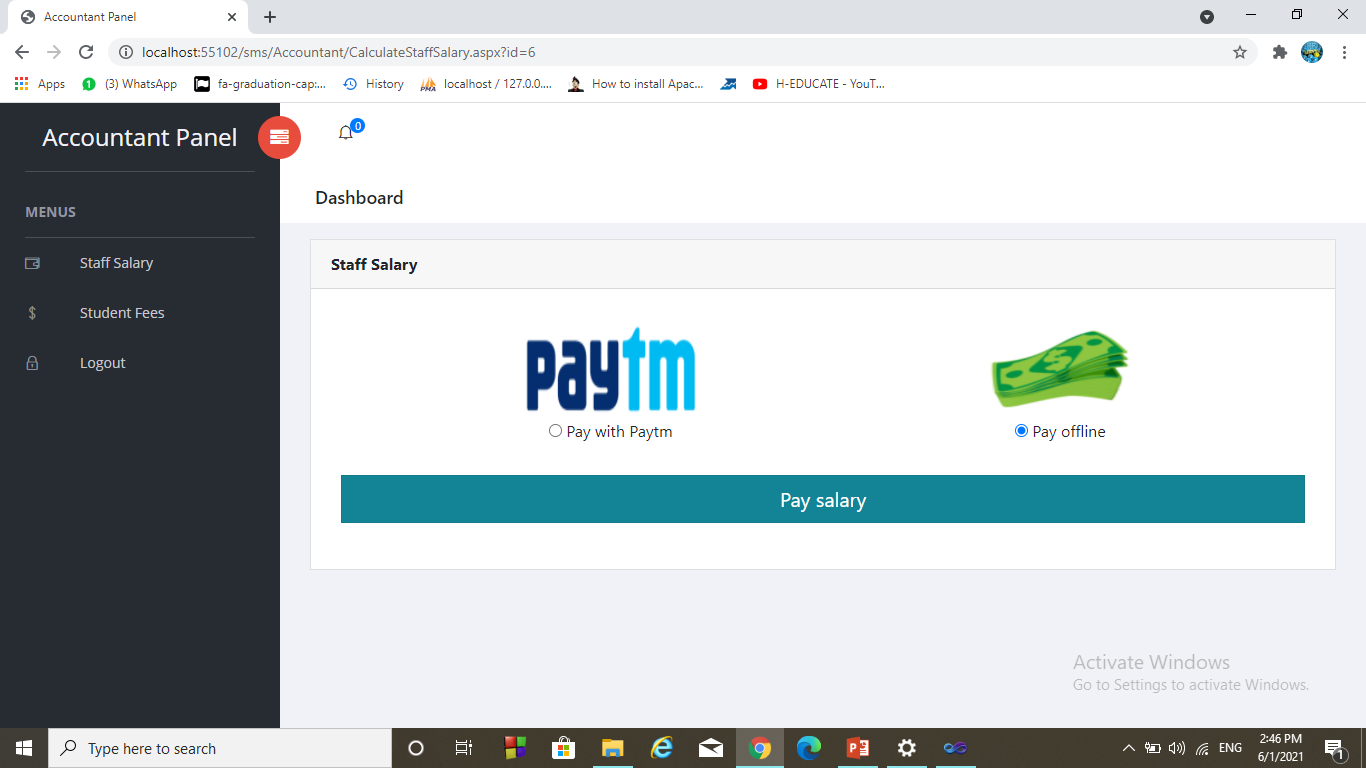 Accountant Panel
localhost:55102/sms/Accountant/CalculateStaffSalary.aspx?id=6
Apps
1
(3) WhatsApp
fa-graduation-cap:...
History
PMA
localhost / 127.0.0....
How to install Apac...
H-EDUCATE - YouT...
Accountant Panel
0
Dashboard
MENUS
Staff Salary
$
Student Fees
Logout
Staff Salary
paytm
$
Pay with Paytm
Pay offline
Pay salary
Activate Windows
Go to Settings to activate Windows.
Type here to search
ENG
2:46 PM
6/1/2021
1